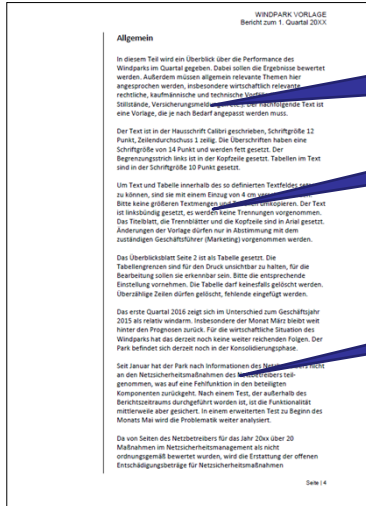 WINDPARK VORLAGE
Bericht zum 1. Quartal 20XX
Allgemein
In diesem Teil wird ein Überblick über die Performance des
Windparks im Quartal gegeben. Dabei sollen die Ergebnisse bewertet
werden. Außerdem müssen allgemein relevante Themen hier
angesprochen werden, insbesondere wirtschaftlich relevante
rechtliche, kaufmännische und technische
Stillstände, nachfolgende Text ist
eine Vorlage, die je nach Bedarf angepasst werden muss.
Der Text ist in der Hausschrift Calibri geschrieben, Schriftgröße 12
Punkt, Zeilendurchschuss 1 zeilig. Die Überschriften haben eine
Schriftgröße von 14 Punkt und werden fett gesetzt. Der
Begrenzungsstrich links ist in der Kopfzeile gesetzt. Tabellen im Text
sind in der Schriftgröße 10 Punkt gesetzt.
Um Text und Tabelle innerhalb des so definierten Textfeldes
zu können, sind sie mit einem Einzug von 4 cm
Bitte keine größeren Textmengen Der Text
ist linksbündig gesetzt, es werden keine Trennungen vorgenommen.
Das Titelblatt, die Trennblätter und die Kopfzeile sind in Arial gesetzt.
Änderungen der Vorlage dürfen nur in Abstimmung mit dem
zuständigen Geschäftsführer (Marketing) vorgenommen werden.
Das Überblicksblatt Seite 2 ist als Tabelle gesetzt. Die
Tabellengrenzen sind für den Druck unsichtbar zu halten, für die
Bearbeitung sollen sie erkennbar sein. Bitte die entsprechende
Einstellung vornehmen. Die Tabelle darf keinesfalls gelöscht werden.
Überzählige Zeilen dürfen gelöscht, fehlende eingefügt werden.
Das erste Quartal 2016 zeigt sich im Unterschied zum Geschäftsjahr
2015 als relativ windarm. Insbesondere der Monat März bleibt weit
hinter den Prognosen zurück. Für die wirtschaftliche Situation des
Windparks hat das derzeit noch keine weiter reichenden Folgen. Der
Park befindet sich derzeit noch in der Konsolidierungsphase.
Seit Januar hat der Park nach Informationen des nicht
an den Netzsicherheitsmaßnahmen des Netzbetreibers teil-
genommen, was auf eine Fehlfunktion in den beteiligten
Komponenten zurückgeht. Nach einem Test, der außerhalb des
Berichtszeitraums durchgeführt worden ist, ist die Funktionalität
mittlerweile aber gesichert. In einem erweiterten Test zu Beginn des
Monats Mai wird die Problematik weiter analysiert.
Da von Seiten des Netzbetreibers für das Jahr 20xx über 20
Maßnahmen im Netzsicherheitsmanagement als nicht
ordnungsgemäß bewertet wurden, wird die Erstattung der offenen
Entschädigungsbeträge für Netzsicherheitsmaßnahmen
Seite | 4